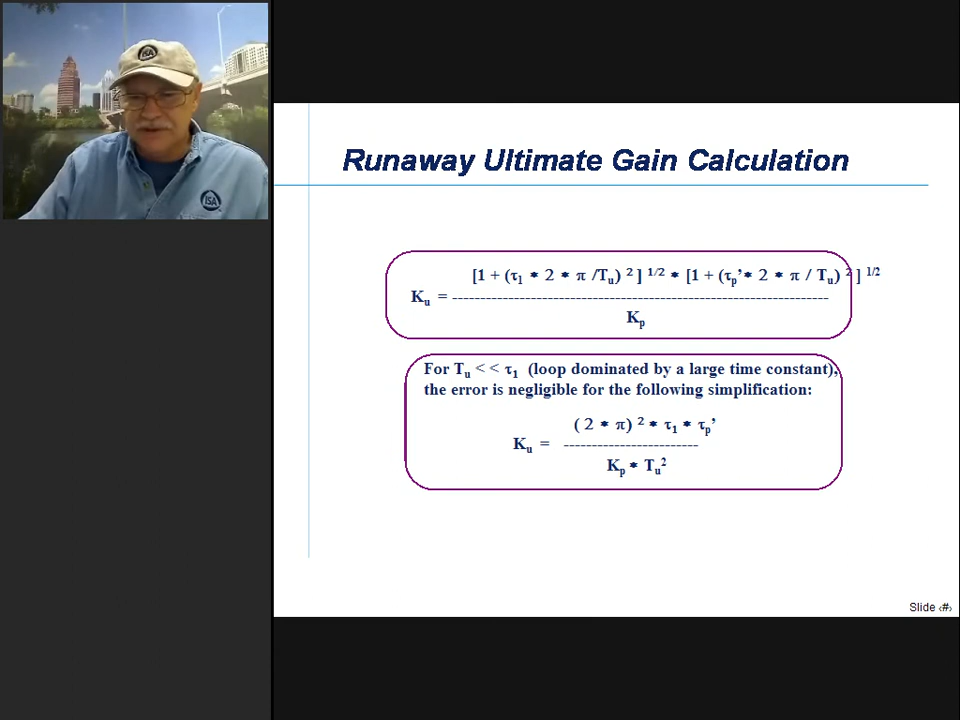 ISA
ISA
Runaway Ultimate Gain Calculation
[1 + (τ₁ * 2 * π /Tᵤ) ² ] ¹/² * [1 + (τₚ’* 2 * π / Tᵤ) ² ] ¹/²
Kᵤ = --------------------------------------------------------------------
Kₚ
For Tᵤ < < τ₁ (loop dominated by a large time constant),
the error is negligible for the following simplification:
( 2 * π) ² * τ₁ * τₚ’
Kᵤ = ------------------------
Kₚ * Tᵤ²
Slide ‹#›